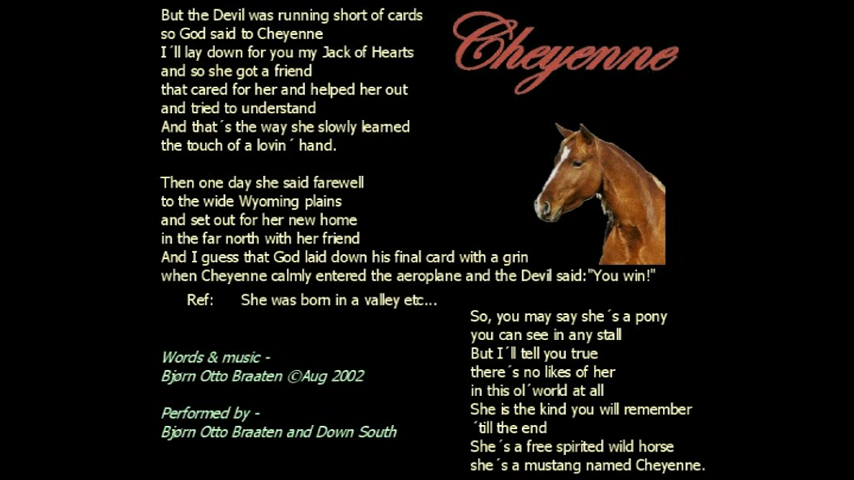 Cheyenne
But the Devil was running short of cards
so God said to Cheyenne
I´ll lay down for you my Jack of Hearts
and so she got a friend
that cared for her and helped her out
and tried to understand
And that´s the way she slowly learned
the touch of a lovin´ hand.
Then one day she said farewell
to the wide Wyoming plains
and set out for her new home
in the far north with her friend
And I guess that God laid down his final card with a grin
when Cheyenne calmly entered the aeroplane and the Devil said:"You win!"
Ref: She was born in a valley etc...
So, you may say she´s a pony
you can see in any stall
But I´ll tell you true
there´s no likes of her
in this ol´world at all
She is the kind you will remember
´till the end
She´s a free spirited wild horse
she´s a mustang named Cheyenne.
Words & music -
Bjørn Otto Braaten ©Aug 2002
Performed by -
Bjørn Otto Braaten and Down South